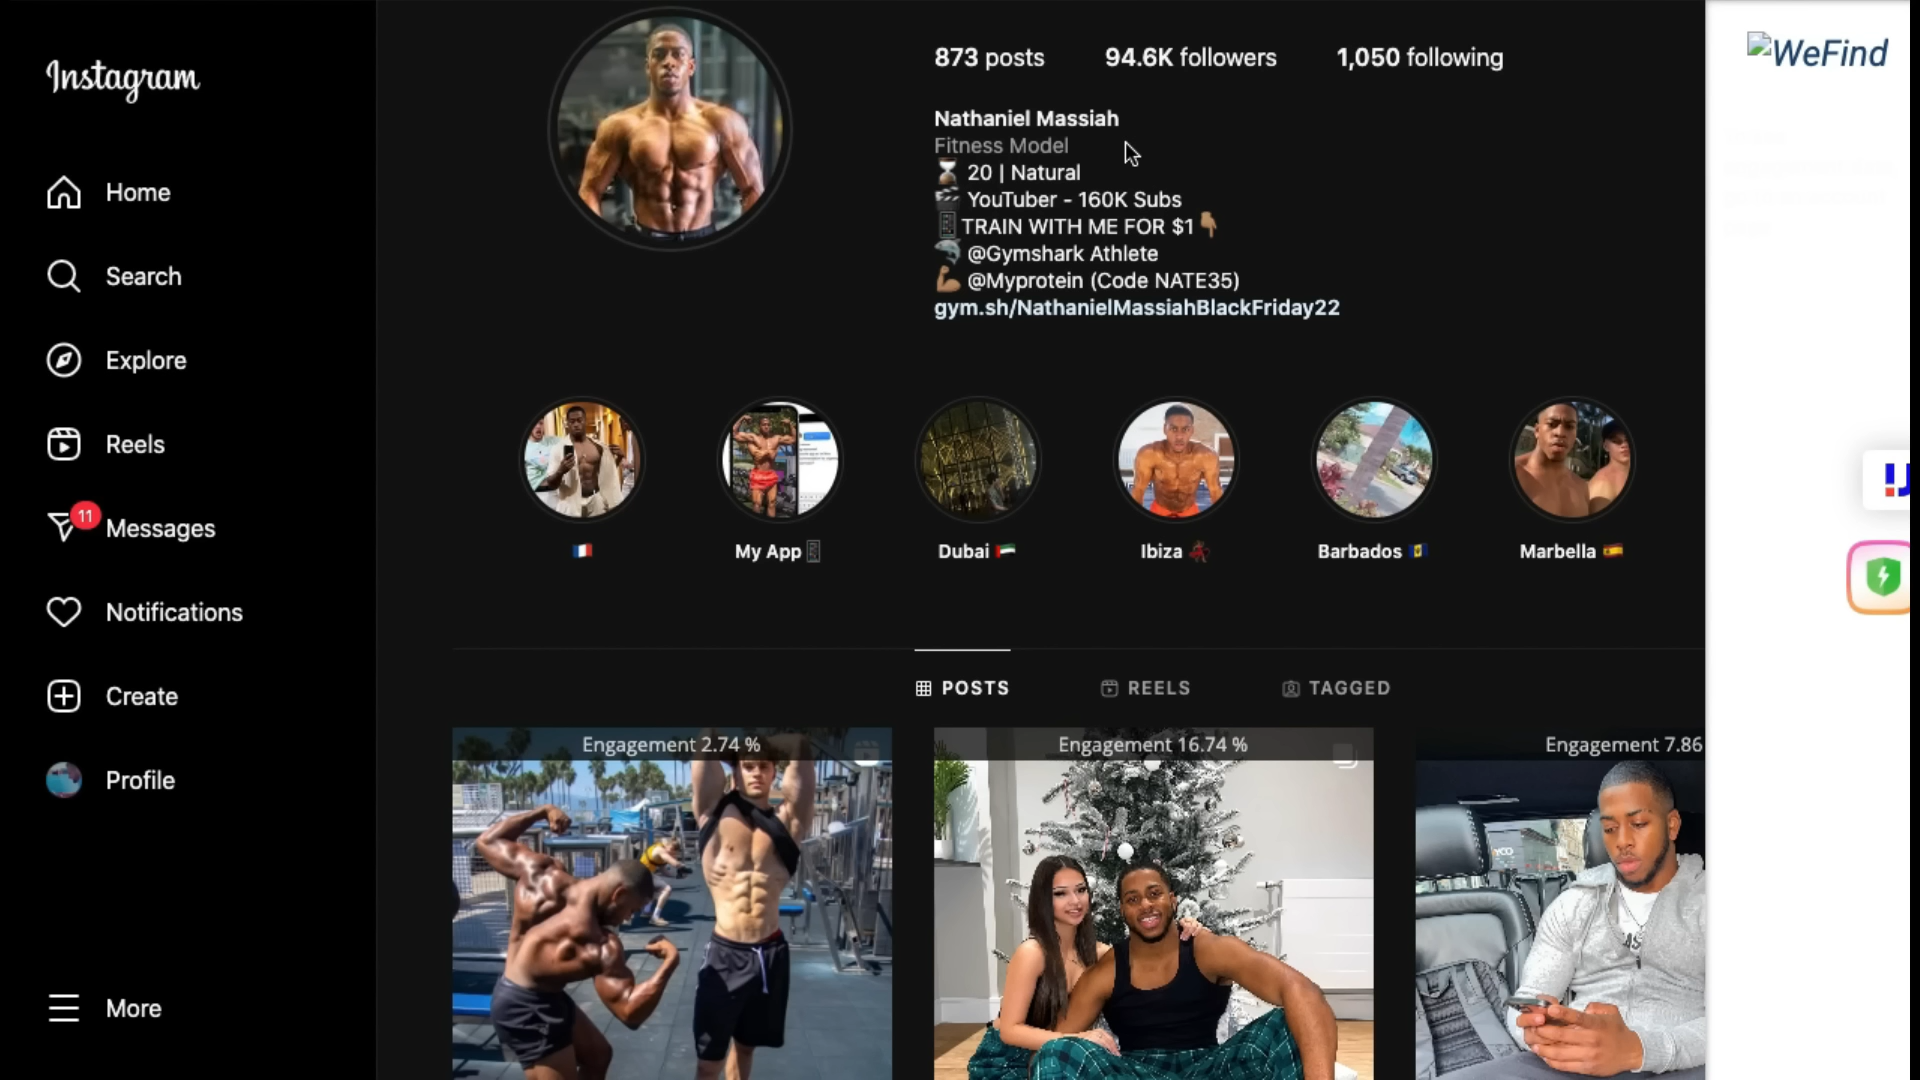 Instagram
Home
Search
Explore
Reels
11
Messages
Notifications
Create
Profile
More
873 posts
94.6K followers
1,050 following
Nathaniel Massiah
Fitness Model
20 | Natural
YouTuber - 160K Subs
TRAIN WITH ME FOR $1
@Gymshark Athlete
@Myprotein (Code NATE35)
gym.sh/NathanielMassiahBlackFriday22
My App
Dubai
Ibiza
Barbados
Marbella
POSTS
REELS
TAGGED
Engagement 2.74 %
Engagement 16.74 %
Engagement 7.86
WeFind